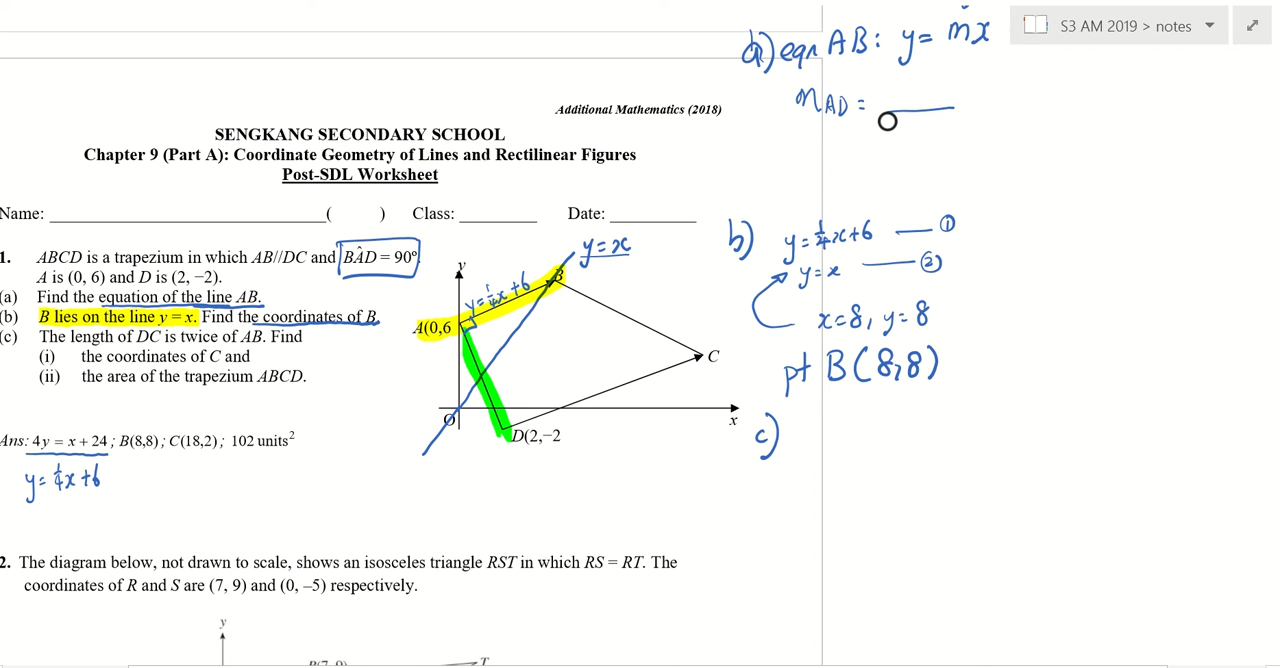 S3 AM 2019 > notes
a) eqn AB: y = mx
m AD =
Additional Mathematics (2018)
SENGKANG SECONDARY SCHOOL
Chapter 9 (Part A): Coordinate Geometry of Lines and Rectilinear Figures
Post-SDL Worksheet
Name: ____________________( ) Class: _________ Date: __________
1. ABCD is a trapezium in which AB//DC and BÂD = 90°.
A is (0, 6) and D is (2, −2).
(a) Find the equation of the line AB.
(b) B lies on the line y = x. Find the coordinates of B.
(c) The length of DC is twice of AB. Find
(i) the coordinates of C and
(ii) the area of the trapezium ABCD.
Ans: 4y = x + 24 ; B(8,8) ; C(18,2) ; 102 units²
y = 1/4 x + 6
y
y = x
B
y = 1/4 x + 6
A(0,6
C
O
x
D(2,−2
b) y = 1/4 x + 6 — ①
y = x — ②
x = 8, y = 8
pt B(8,8)
c)
2. The diagram below, not drawn to scale, shows an isosceles triangle RST in which RS = RT. The
coordinates of R and S are (7, 9) and (0, –5) respectively.
y
T